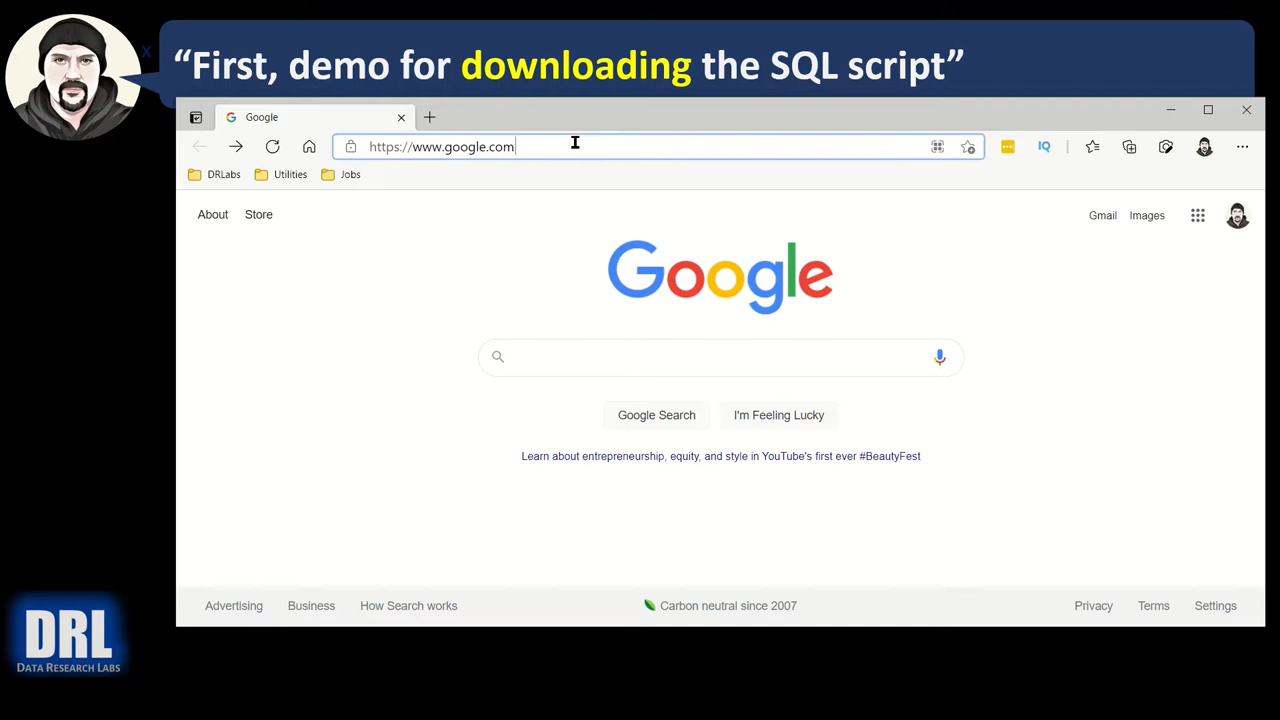 “First, demo for downloading the SQL script”
x
Google
https://www.google.com
IQ
DRLabs Utilities Jobs
About Store Gmail Images
Google
Google Search I'm Feeling Lucky
Learn about entrepreneurship, equity, and style in YouTube's first ever #BeautyFest
Advertising Business How Search works Carbon neutral since 2007 Privacy Terms Settings
DRL
DATA RESEARCH LABS